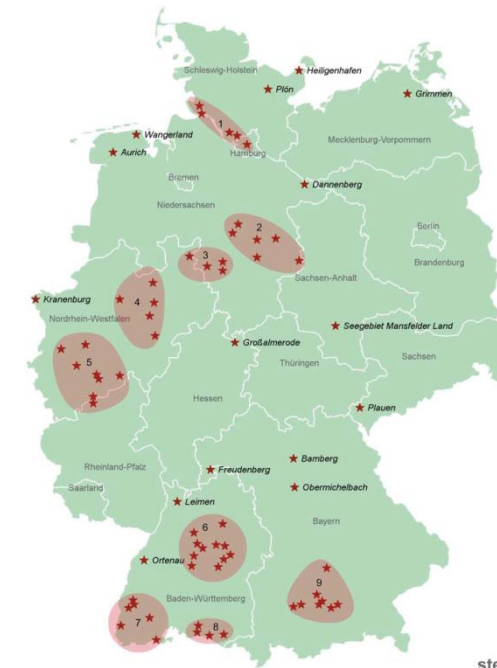 Schleswig-Holstein
Heiligenhafen
Plön
Grimmen
1
Wangerland
Mecklenburg-Vorpommern
Aurich
Hamburg
Bremen
Dannenberg
Niedersachsen
2
Berlin
3
Brandenburg
Sachsen-Anhalt
Kranenburg
4
Nordrhein-Westfalen
Seegebiet Mansfelder Land
Großalmerode
5
Sachsen
Thüringen
Hessen
Plauen
Bamberg
Rheinland-Pfalz
Freudenberg
Saarland
Obermichelbach
Leimen
Bayern
6
Ortenau
9
Baden-Württemberg
7
8